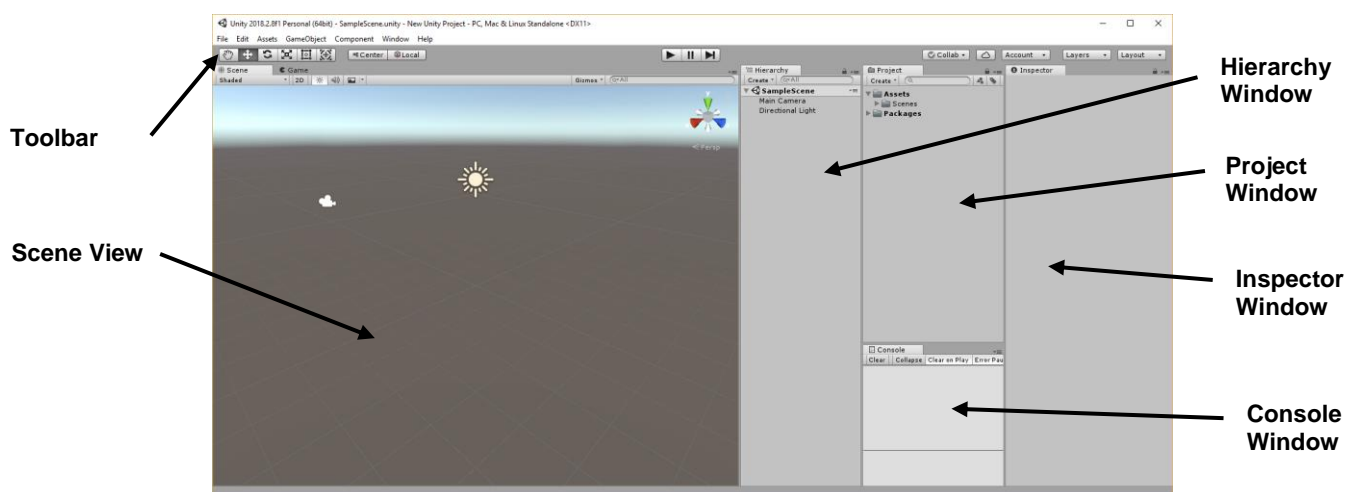 Unity 2018.2.8f1 Personal (64bit) - SampleScene.unity - New Unity Project - PC, Mac & Linux Standalone <DX11>
File Edit Assets GameObject Component Window Help
Center Local
Collab Account Layers Layout
Scene Game
Shaded 2D Gizmos All
Persp
Hierarchy
Create All
SampleScene
Main Camera
Directional Light
Project
Create
Assets
Scenes
Packages
Inspector
Console
Clear Collapse Clear on Play Error Pau
Toolbar
Scene View
Hierarchy
Window
Project
Window
Inspector
Window
Console
Window